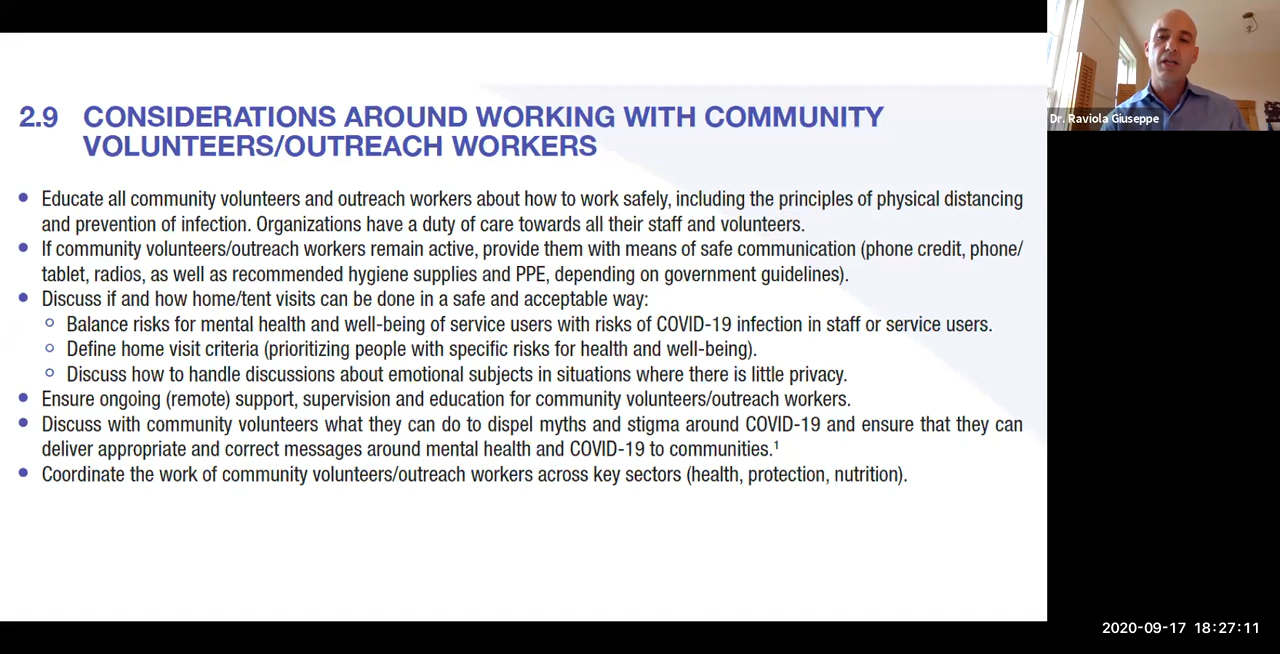 2.9 CONSIDERATIONS AROUND WORKING WITH COMMUNITY
VOLUNTEERS/OUTREACH WORKERS
• Educate all community volunteers and outreach workers about how to work safely, including the principles of physical distancing
and prevention of infection. Organizations have a duty of care towards all their staff and volunteers.
• If community volunteers/outreach workers remain active, provide them with means of safe communication (phone credit, phone/
tablet, radios, as well as recommended hygiene supplies and PPE, depending on government guidelines).
• Discuss if and how home/tent visits can be done in a safe and acceptable way:
○ Balance risks for mental health and well-being of service users with risks of COVID-19 infection in staff or service users.
○ Define home visit criteria (prioritizing people with specific risks for health and well-being).
○ Discuss how to handle discussions about emotional subjects in situations where there is little privacy.
• Ensure ongoing (remote) support, supervision and education for community volunteers/outreach workers.
• Discuss with community volunteers what they can do to dispel myths and stigma around COVID-19 and ensure that they can
deliver appropriate and correct messages around mental health and COVID-19 to communities.¹
• Coordinate the work of community volunteers/outreach workers across key sectors (health, protection, nutrition).
Dr. Raviola Giuseppe
2020-09-17 18:27:11